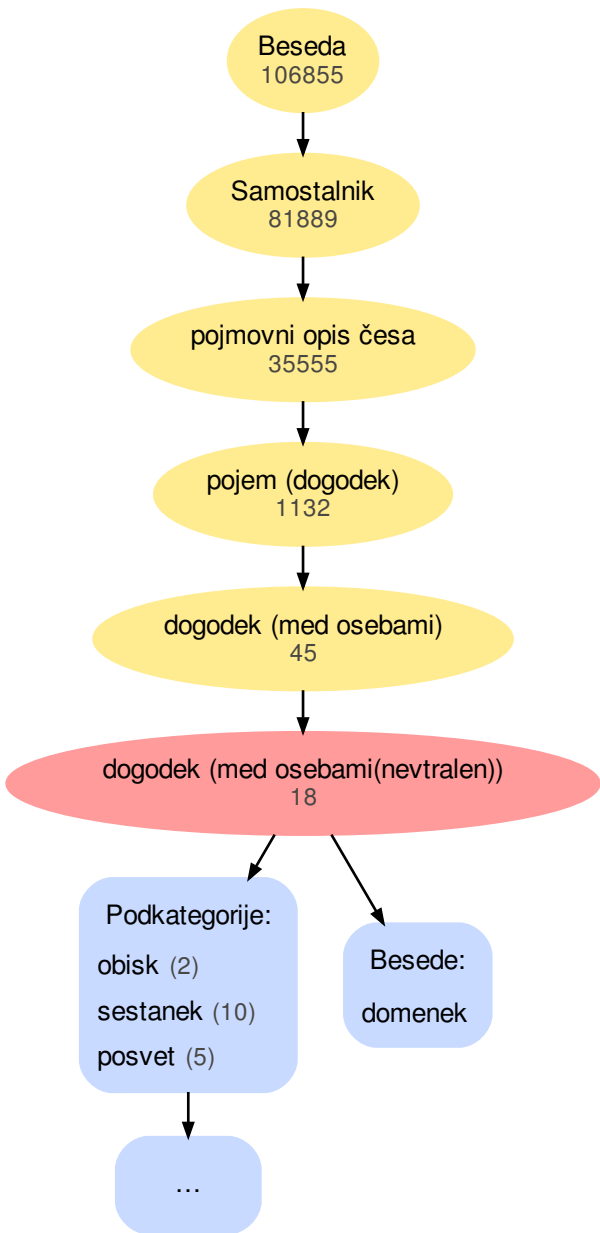 Beseda
106855
Samostalnik
81889
pojmovni opis česa
35555
pojem (dogodek)
1132
dogodek (med osebami)
45
dogodek (med osebami(nevtralen))
18
Podkategorije:
obisk (2)
sestanek (10)
posvet (5)
Besede:
domenek
...